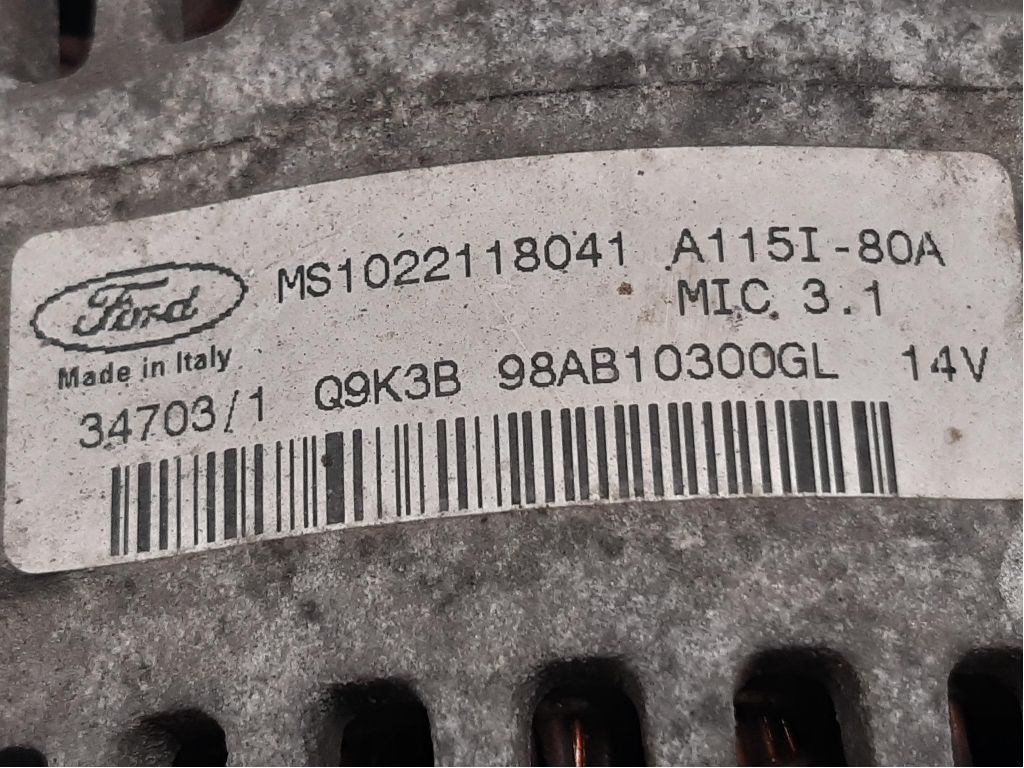 Ford MS1022118041 A115I-80A
MIC 3.1
Made in Italy
34703/1 Q9K3B 98AB10300GL 14V